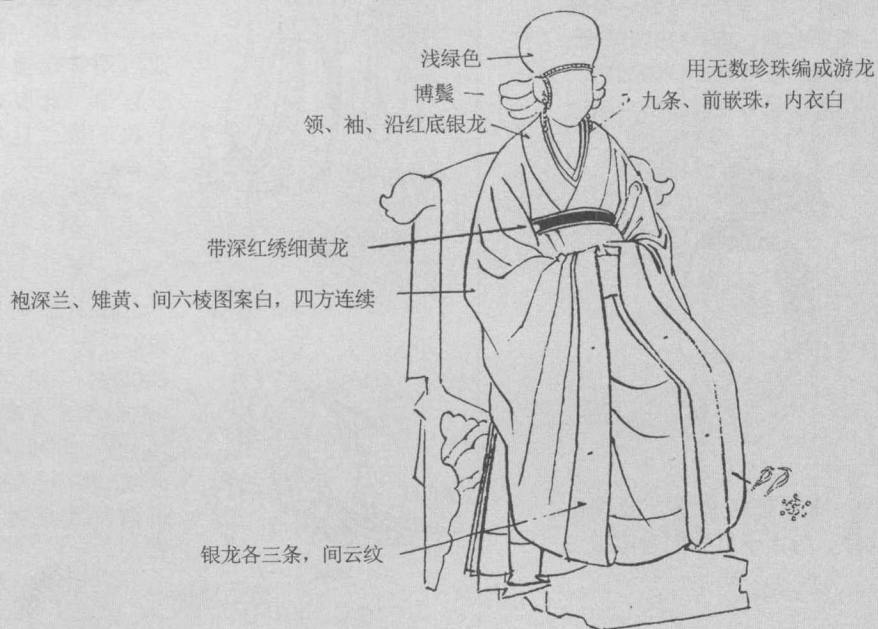 浅绿色
用无数珍珠编成游龙
博鬓
九条、前嵌珠，内衣白
领、袖、沿红底银龙
带深红绣细黄龙
袍深兰、雉黄、间六棱图案白，四方连续
银龙各三条，间云纹